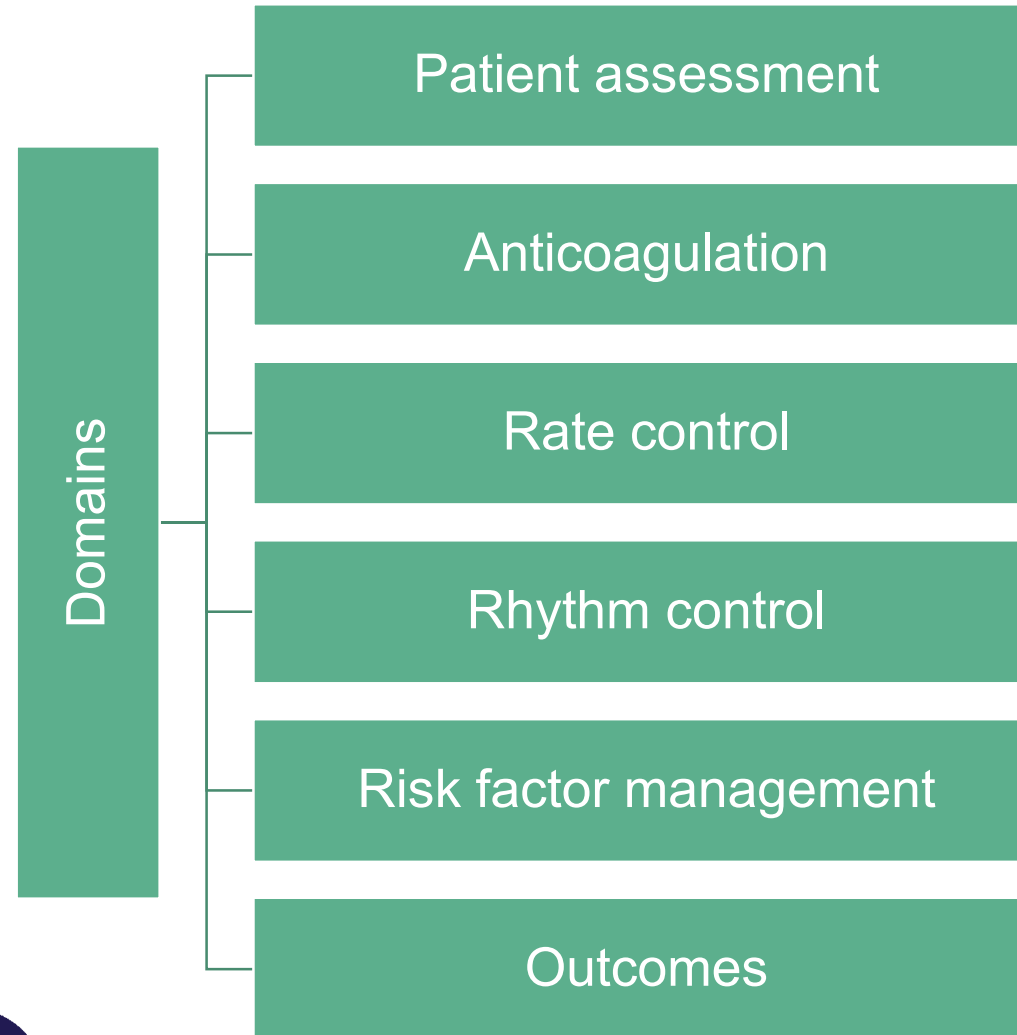 Domains
Patient assessment
Anticoagulation
Rate control
Rhythm control
Risk factor management
Outcomes